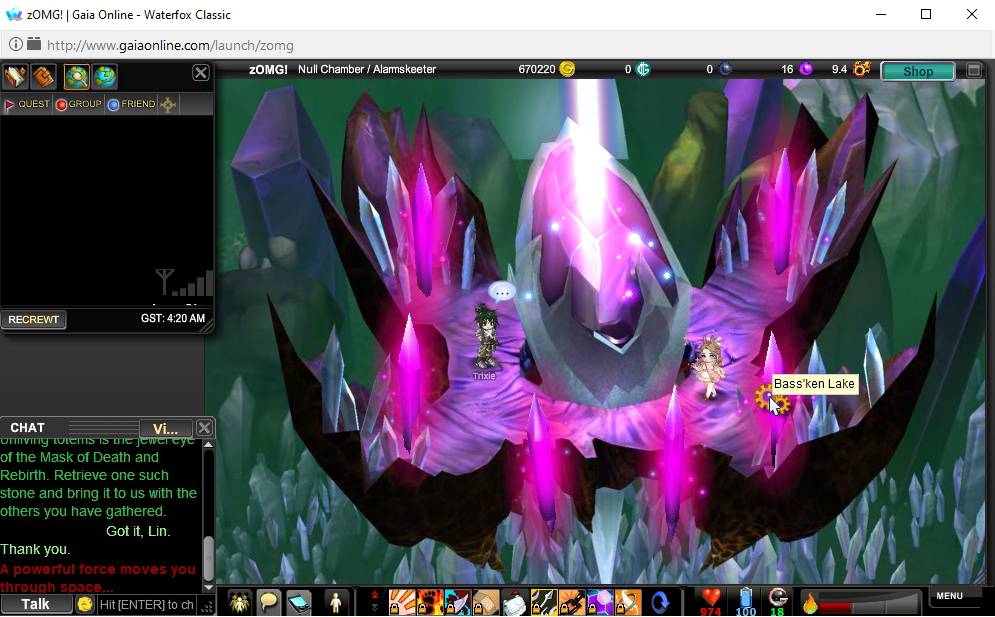 zOMG! | Gaia Online - Waterfox Classic
http://www.gaiaonline.com/launch/zomg
zOMG! Null Chamber / Alamskeeter 670220 0 0 16 9.4 Shop
QUEST GROUP FRIEND
RECREWT GST: 4:20 AM
Trixie
Bass'ken Lake
CHAT Vi...
Unliving totems is the jewel eye
of the Mask of Death and
Rebirth. Retrieve one such
stone and bring it to us with the
others you have gathered.
Got it, Lin.
Thank you.
A powerful force moves you
through space...
Talk Hit [ENTER] to ch
974 100 18 MENU